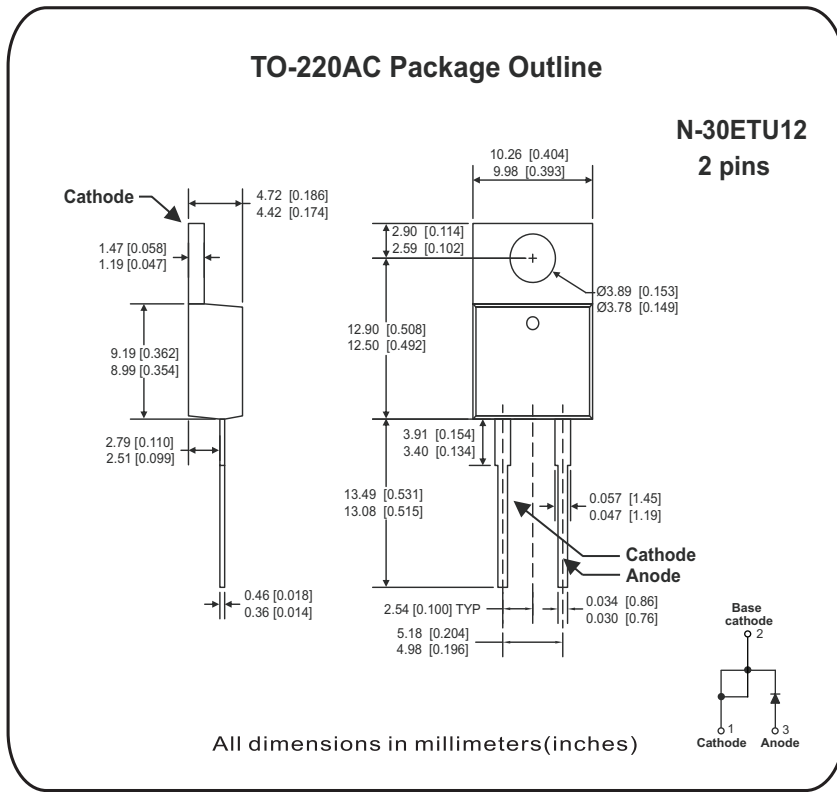 TO-220AC Package Outline
N-30ETU12
2 pins
10.26 [0.404]
9.98 [0.393]
Cathode
4.72 [0.186]
4.42 [0.174]
2.90 [0.114]
2.59 [0.102]
1.47 [0.058]
1.19 [0.047]
Ø3.89 [0.153]
Ø3.78 [0.149]
12.90 [0.508]
12.50 [0.492]
9.19 [0.362]
8.99 [0.354]
3.91 [0.154]
3.40 [0.134]
2.79 [0.110]
2.51 [0.099]
13.49 [0.531]
13.08 [0.515]
0.057 [1.45]
0.047 [1.19]
Cathode
Anode
0.46 [0.018]
0.36 [0.014]
2.54 [0.100] TYP
0.034 [0.86]
0.030 [0.76]
5.18 [0.204]
4.98 [0.196]
Base
cathode
2
1
3
Cathode
Anode
All dimensions in millimeters(inches)